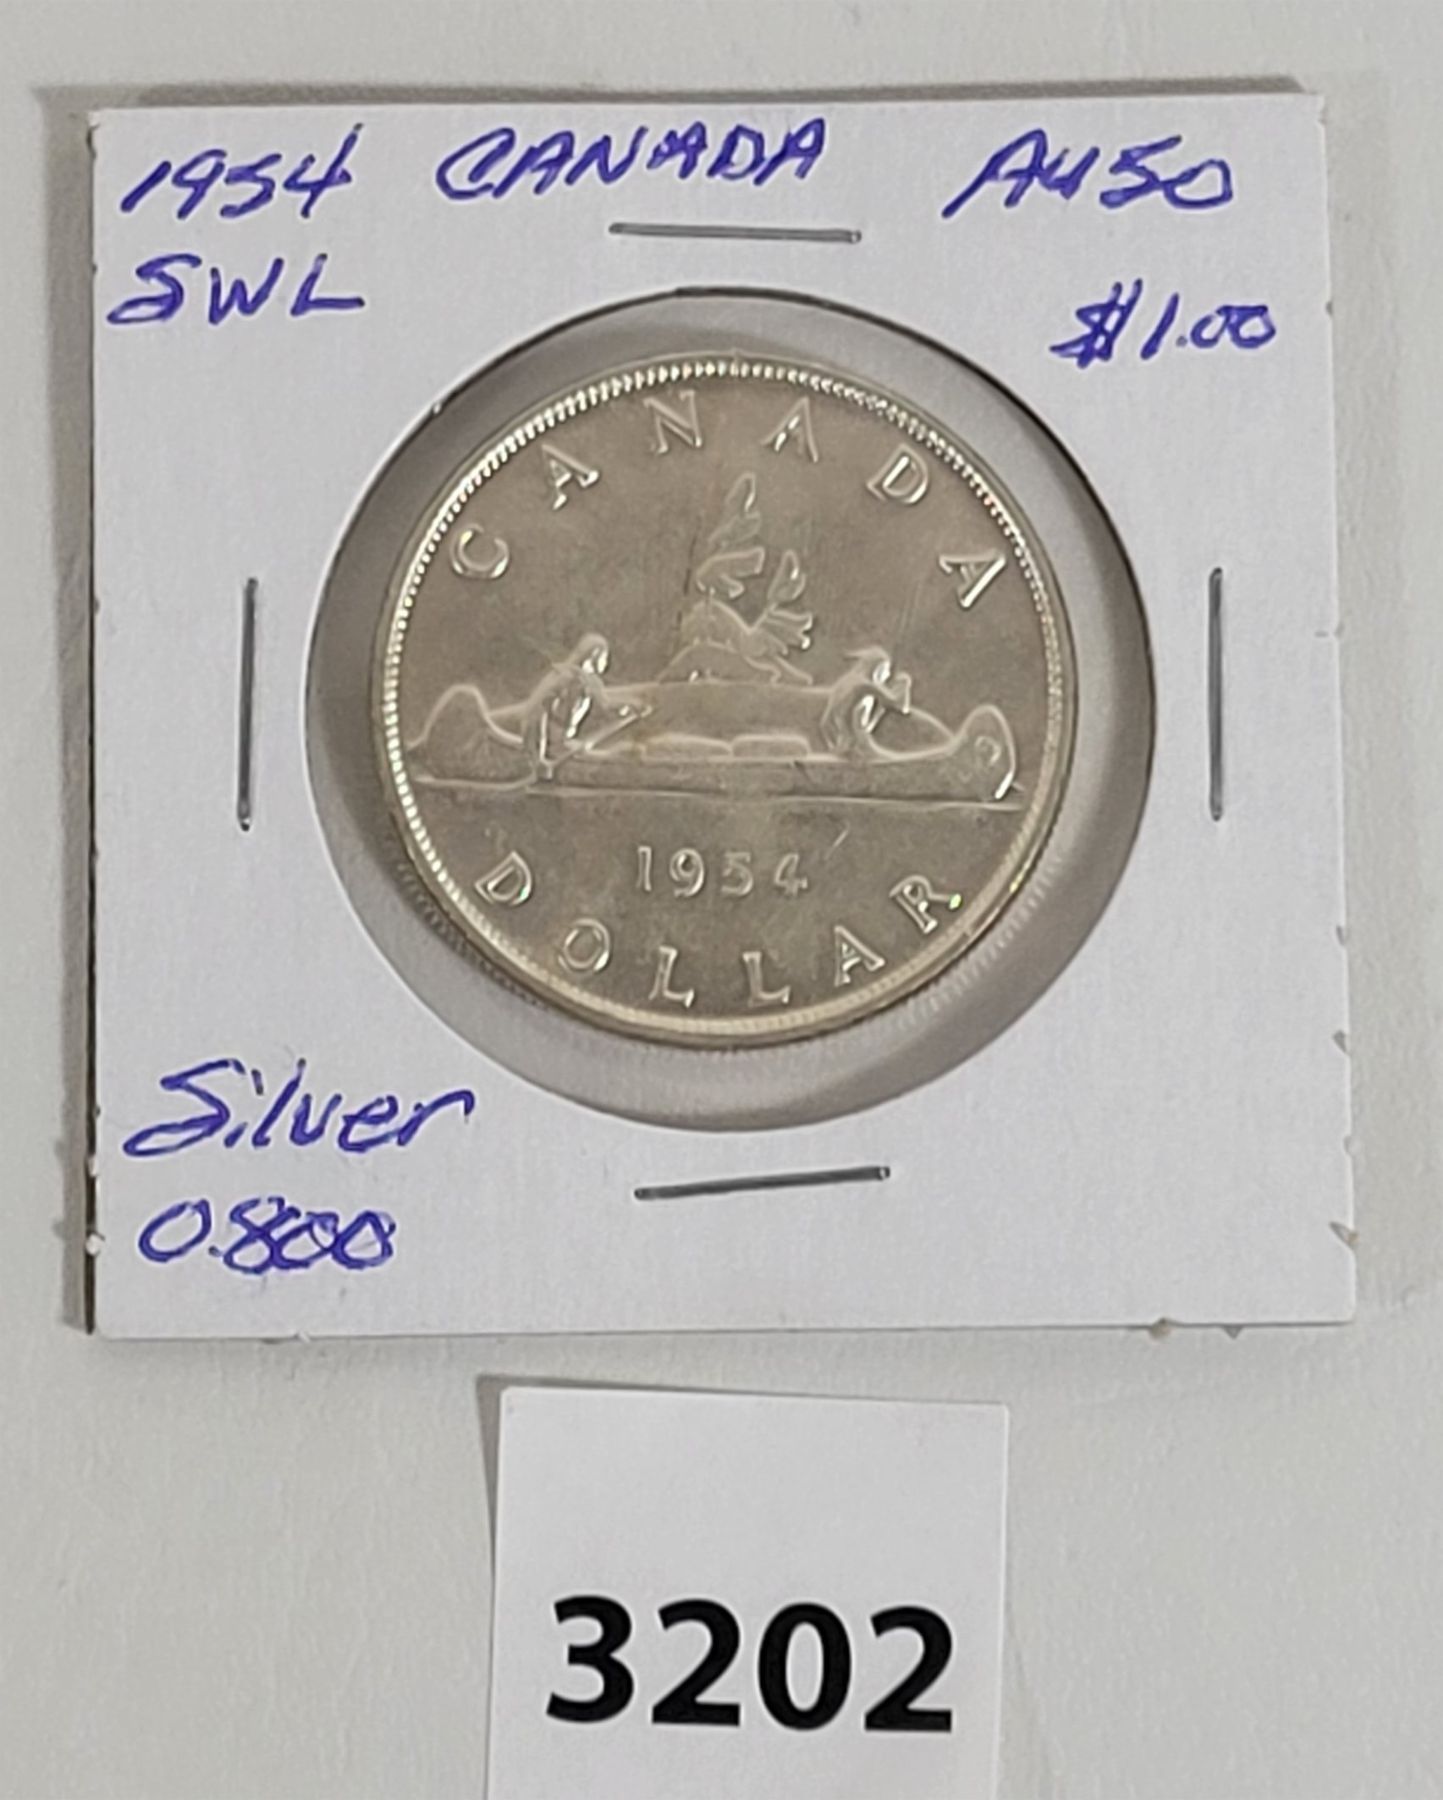 1954 CANADA AU50
SWL $1.00
CANADA
1954
DOLLAR
Silver
0.800
3202